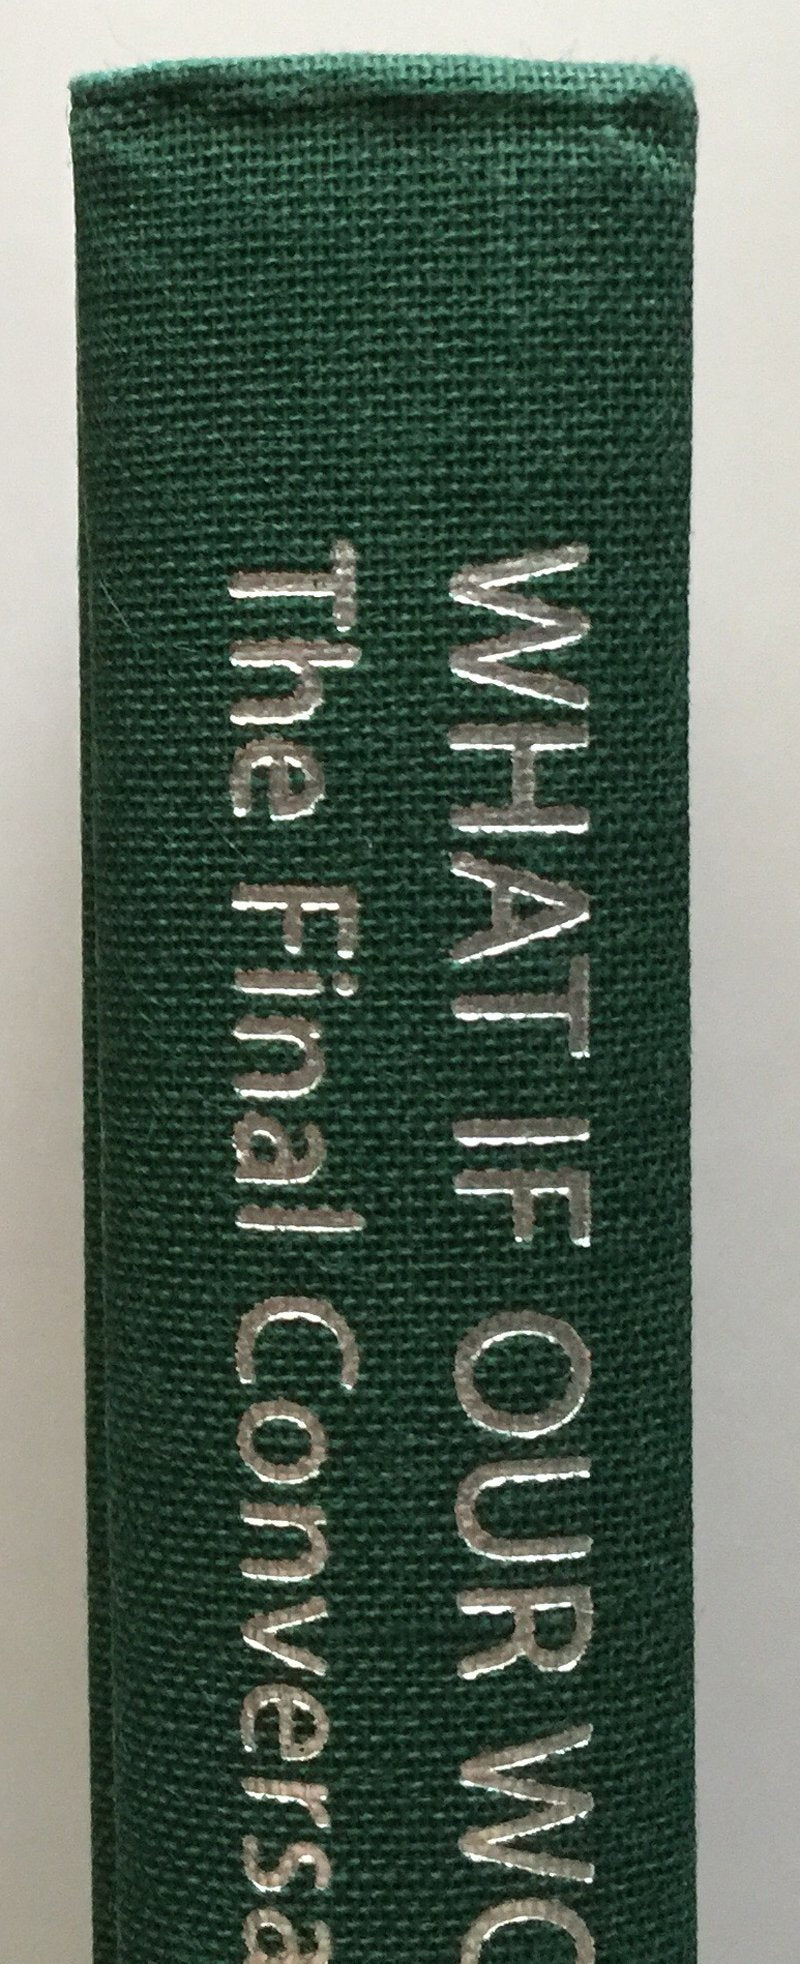 WHAT IF OUR WO
The Final Conversa